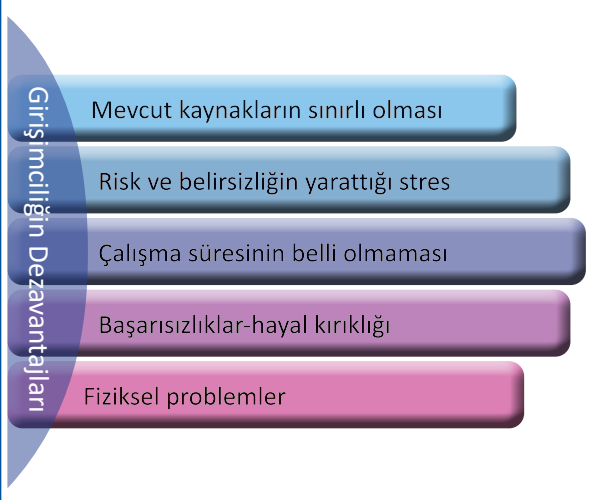 Girişimciliğin Dezavantajları
Mevcut kaynakların sınırlı olması
Risk ve belirsizliğin yarattığı stres
Çalışma süresinin belli olmaması
Başarısızlıklar-hayal kırıklığı
Fiziksel problemler